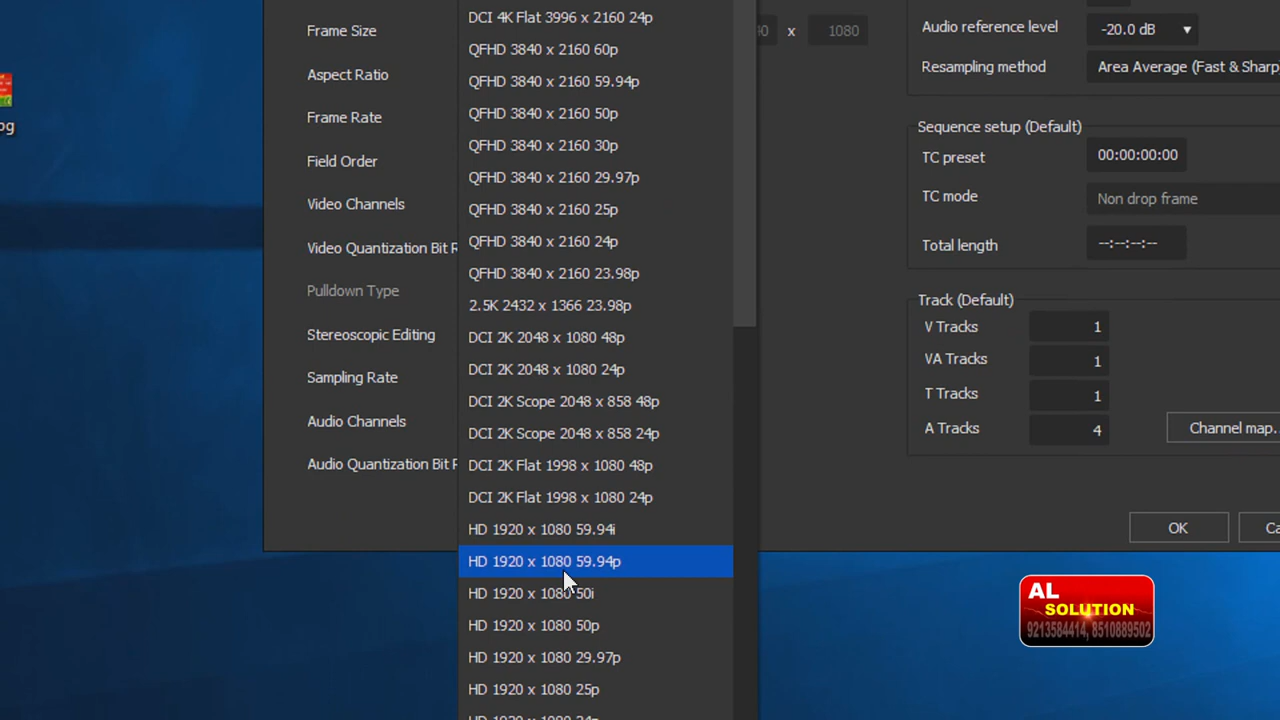 og
Frame Size
Aspect Ratio
Frame Rate
Field Order
Video Channels
Video Quantization Bit R
Pulldown Type
Stereoscopic Editing
Sampling Rate
Audio Channels
Audio Quantization Bit R
DCI 4K Flat 3996 x 2160 24p
QFHD 3840 x 2160 60p
QFHD 3840 x 2160 59.94p
QFHD 3840 x 2160 50p
QFHD 3840 x 2160 30p
QFHD 3840 x 2160 29.97p
QFHD 3840 x 2160 25p
QFHD 3840 x 2160 24p
QFHD 3840 x 2160 23.98p
2.5K 2432 x 1366 23.98p
DCI 2K 2048 x 1080 48p
DCI 2K 2048 x 1080 24p
DCI 2K Scope 2048 x 858 48p
DCI 2K Scope 2048 x 858 24p
DCI 2K Flat 1998 x 1080 48p
DCI 2K Flat 1998 x 1080 24p
HD 1920 x 1080 59.94i
HD 1920 x 1080 59.94p
HD 1920 x 1080 50i
HD 1920 x 1080 50p
HD 1920 x 1080 29.97p
HD 1920 x 1080 25p
HD 1920 x 1080 24p
40 x 1080
Audio reference level -20.0 dB
Resampling method Area Average (Fast & Sharp
Sequence setup (Default)
TC preset 00:00:00:00
TC mode Non drop frame
Total length --:--:--:--
Track (Default)
V Tracks 1
VA Tracks 1
T Tracks 1
A Tracks 4
Channel map..
OK
Ca
AL
SOLUTION
9213584414, 8510889502